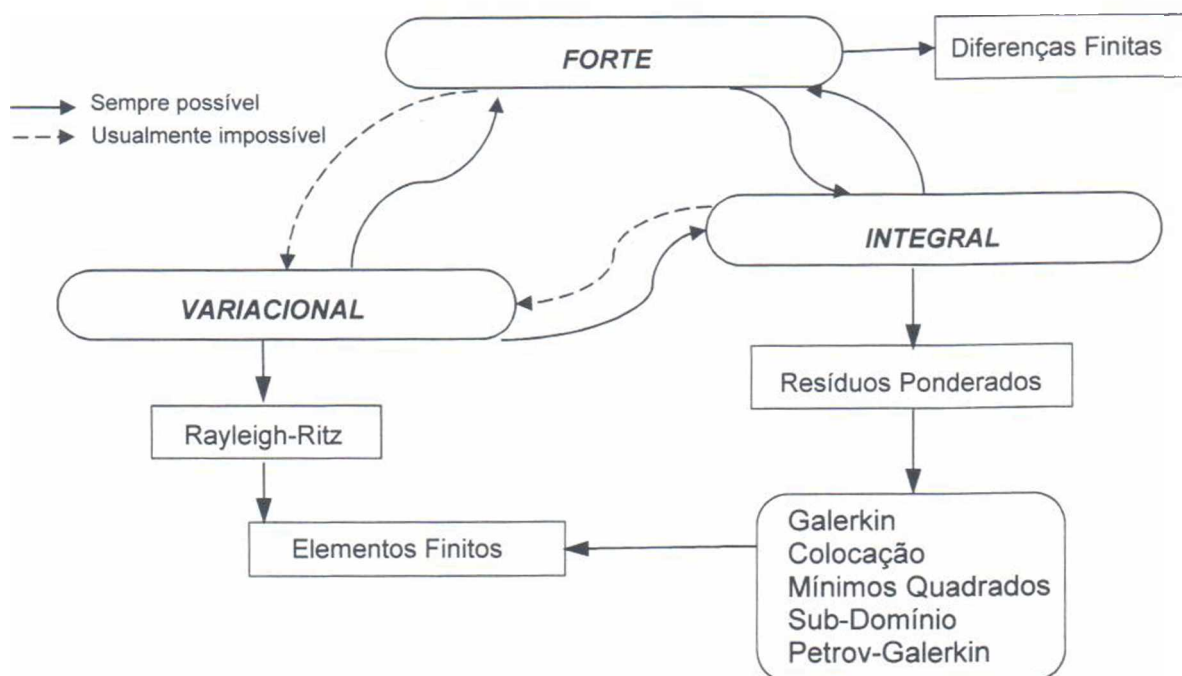 FORTE
Diferenças Finitas
Sempre possível
Usualmente impossível
INTEGRAL
VARIACIONAL
Resíduos Ponderados
Rayleigh-Ritz
Elementos Finitos
Galerkin
Colocação
Mínimos Quadrados
Sub-Domínio
Petrov-Galerkin